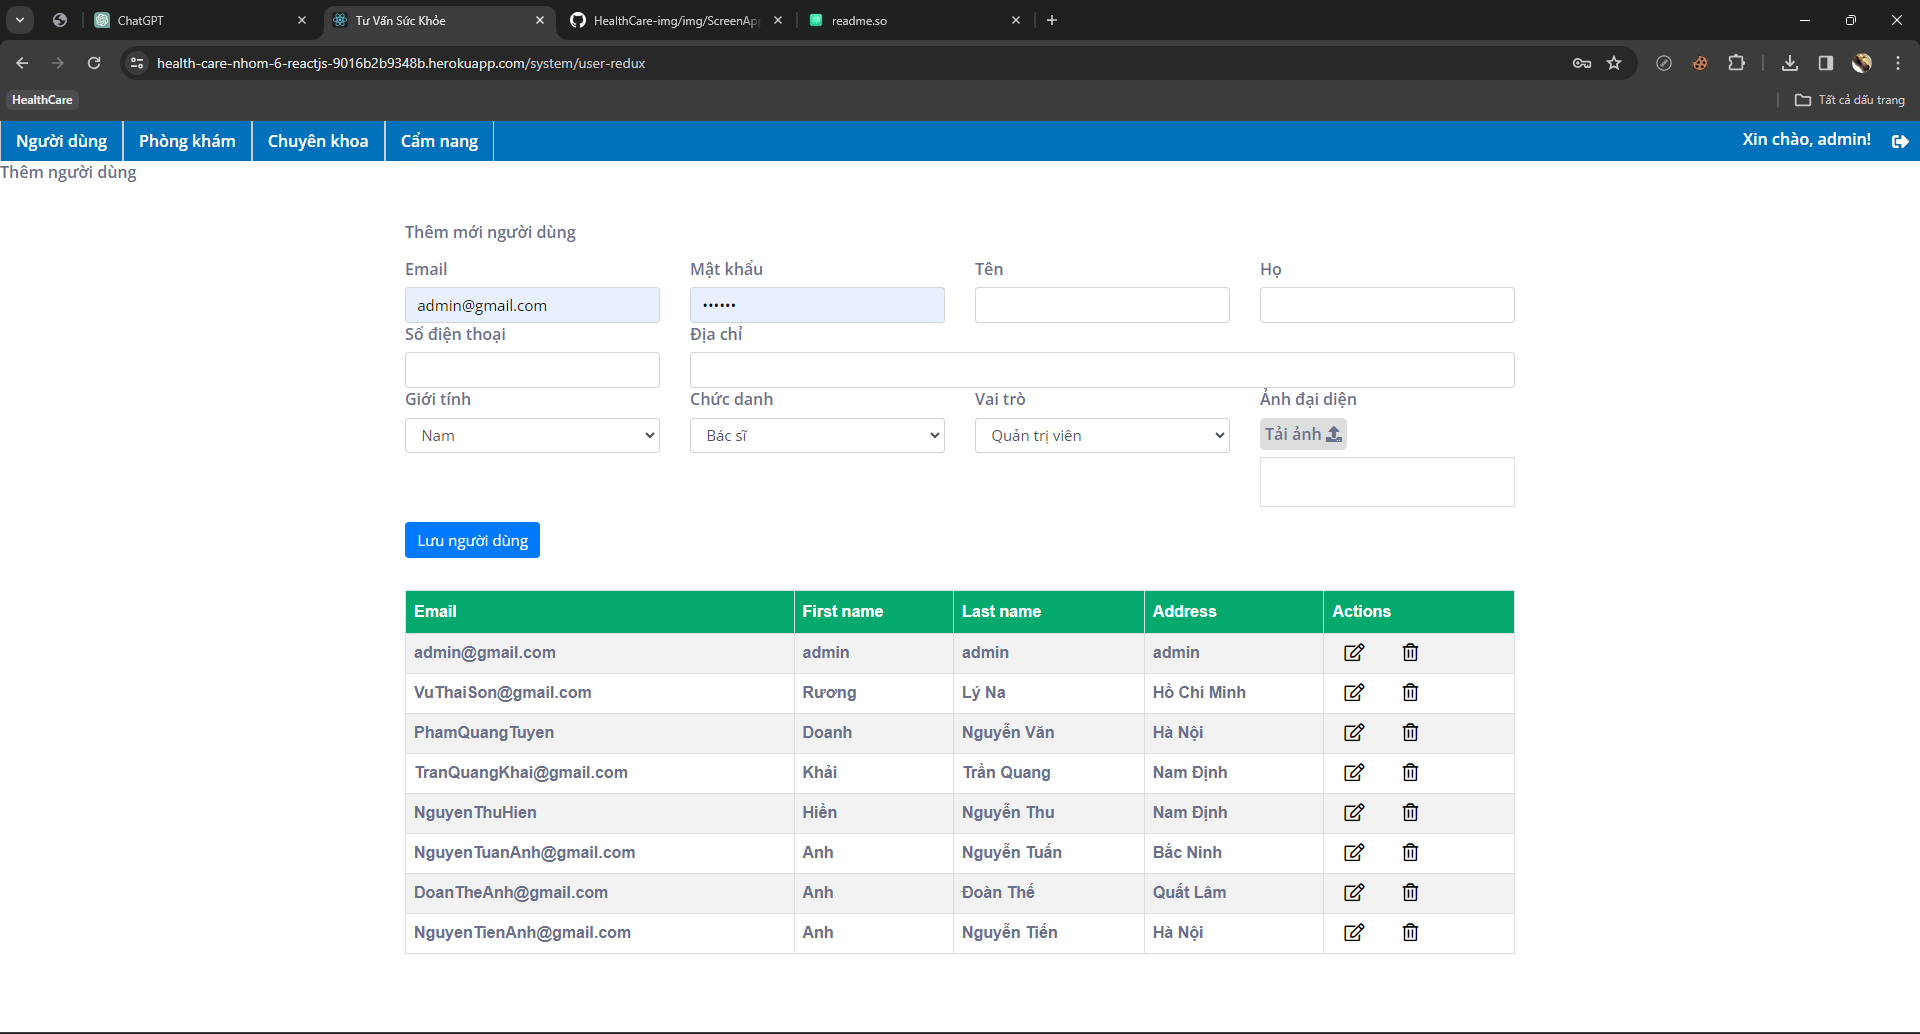 ChatGPT
Tư Vấn Sức Khỏe
HealthCare-img/img/ScreenApp
readme.so
health-care-nhom-6-reactjs-9016b2b9348b.herokuapp.com/system/user-redux
HealthCare
Tất cả dấu trang
Người dùng Phòng khám Chuyên khoa Cẩm nang
Xin chào, admin!
Thêm người dùng
Thêm mới người dùng
Email Mật khẩu Tên Họ
admin@gmail.com ••••••
Số điện thoại Địa chỉ
Giới tính Chức danh Vai trò Ảnh đại diện
Nam Bác sĩ Quản trị viên Tải ảnh
Lưu người dùng
Email First name Last name Address Actions
admin@gmail.com admin admin admin
VuThaiSon@gmail.com Rương Lý Na Hồ Chí Minh
PhamQuangTuyen Doanh Nguyễn Văn Hà Nội
TranQuangKhai@gmail.com Khải Trần Quang Nam Định
NguyenThuHien Hiền Nguyễn Thu Nam Định
NguyenTuanAnh@gmail.com Anh Nguyễn Tuấn Bắc Ninh
DoanTheAnh@gmail.com Anh Đoàn Thế Quất Lâm
NguyenTienAnh@gmail.com Anh Nguyễn Tiến Hà Nội